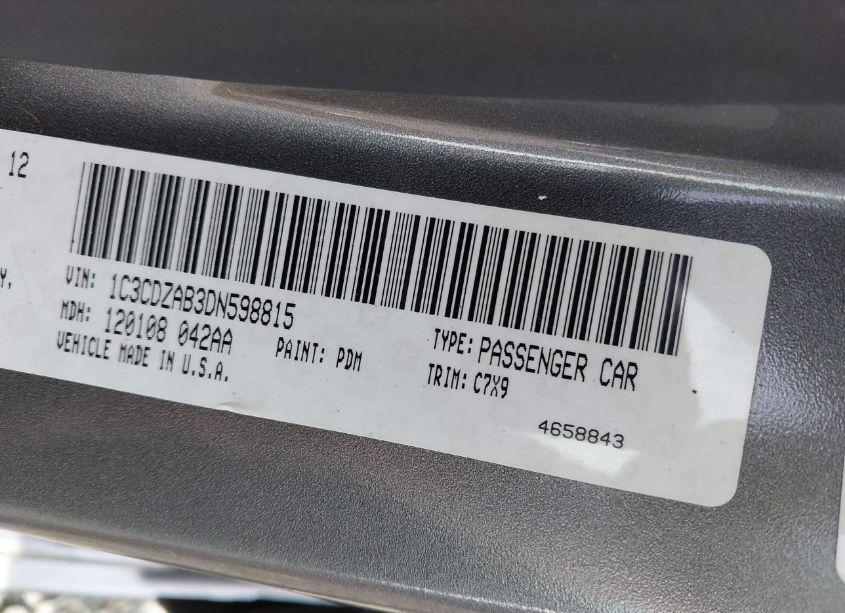 12
Y,
VIN: 1C3CDZAB3DN598815
MDH: 120108 042AA
VEHICLE MADE IN U.S.A.
PAINT: PDM
TYPE: PASSENGER CAR
TRIM: C7X9
4658843